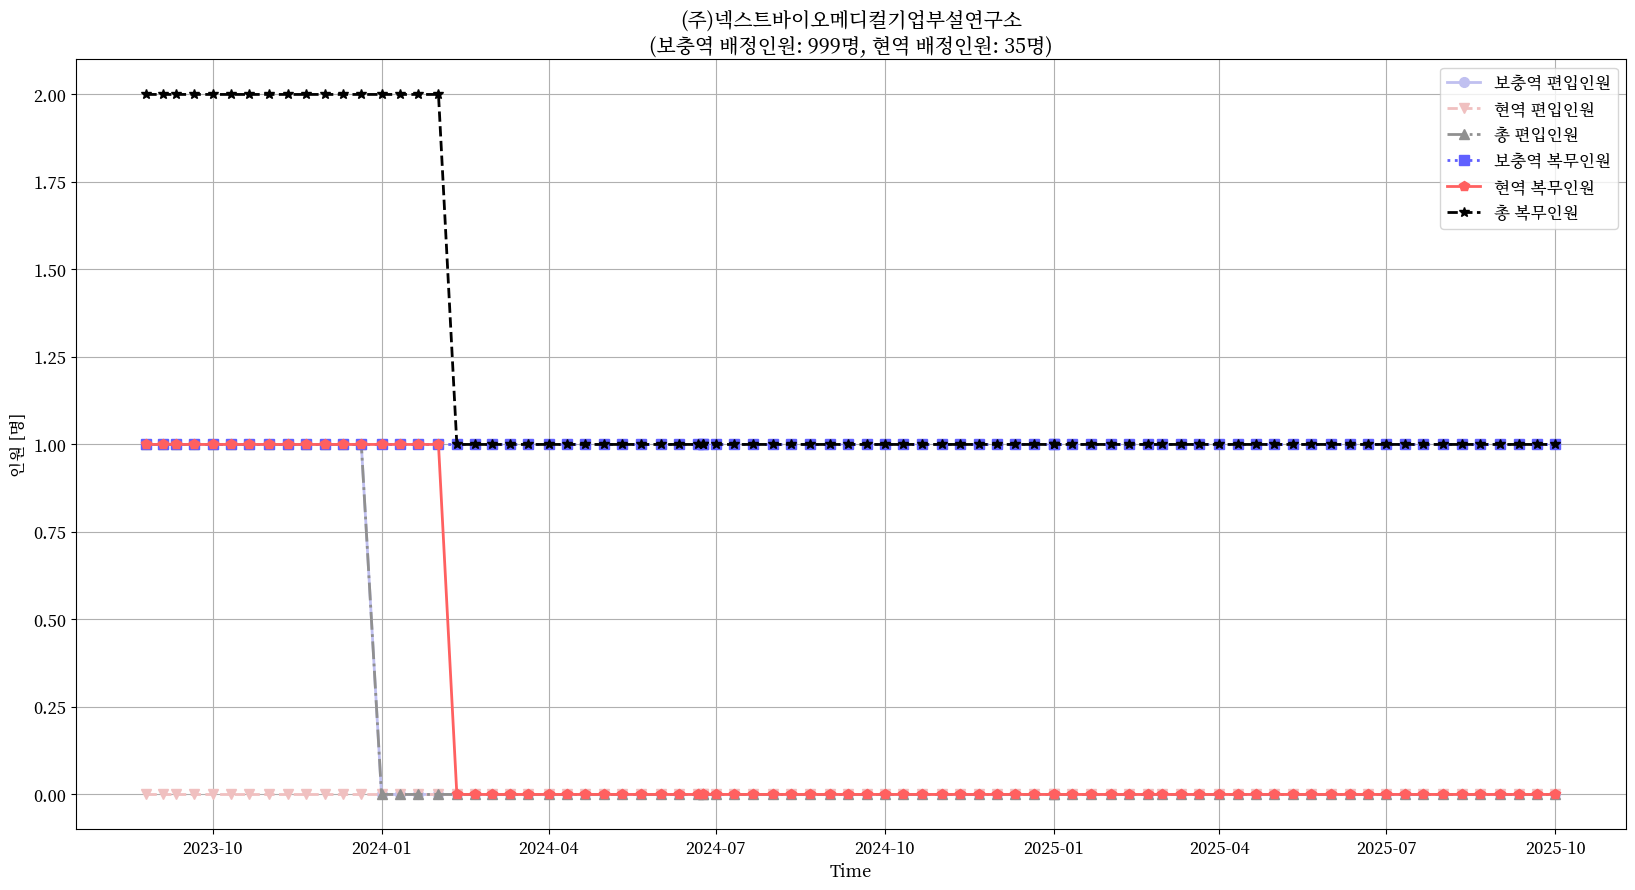 (주)넥스트바이오메디컬기업부설연구소
(보충역 배정인원: 999명, 현역 배정인원: 35명)
보충역 편입인원
현역 편입인원
총 편입인원
보충역 복무인원
현역 복무인원
총 복무인원
인원 [명]
2.00
1.75
1.50
1.25
1.00
0.75
0.50
0.25
0.00
2023-10
2024-01
2024-04
2024-07
2024-10
2025-01
2025-04
2025-07
2025-10
Time